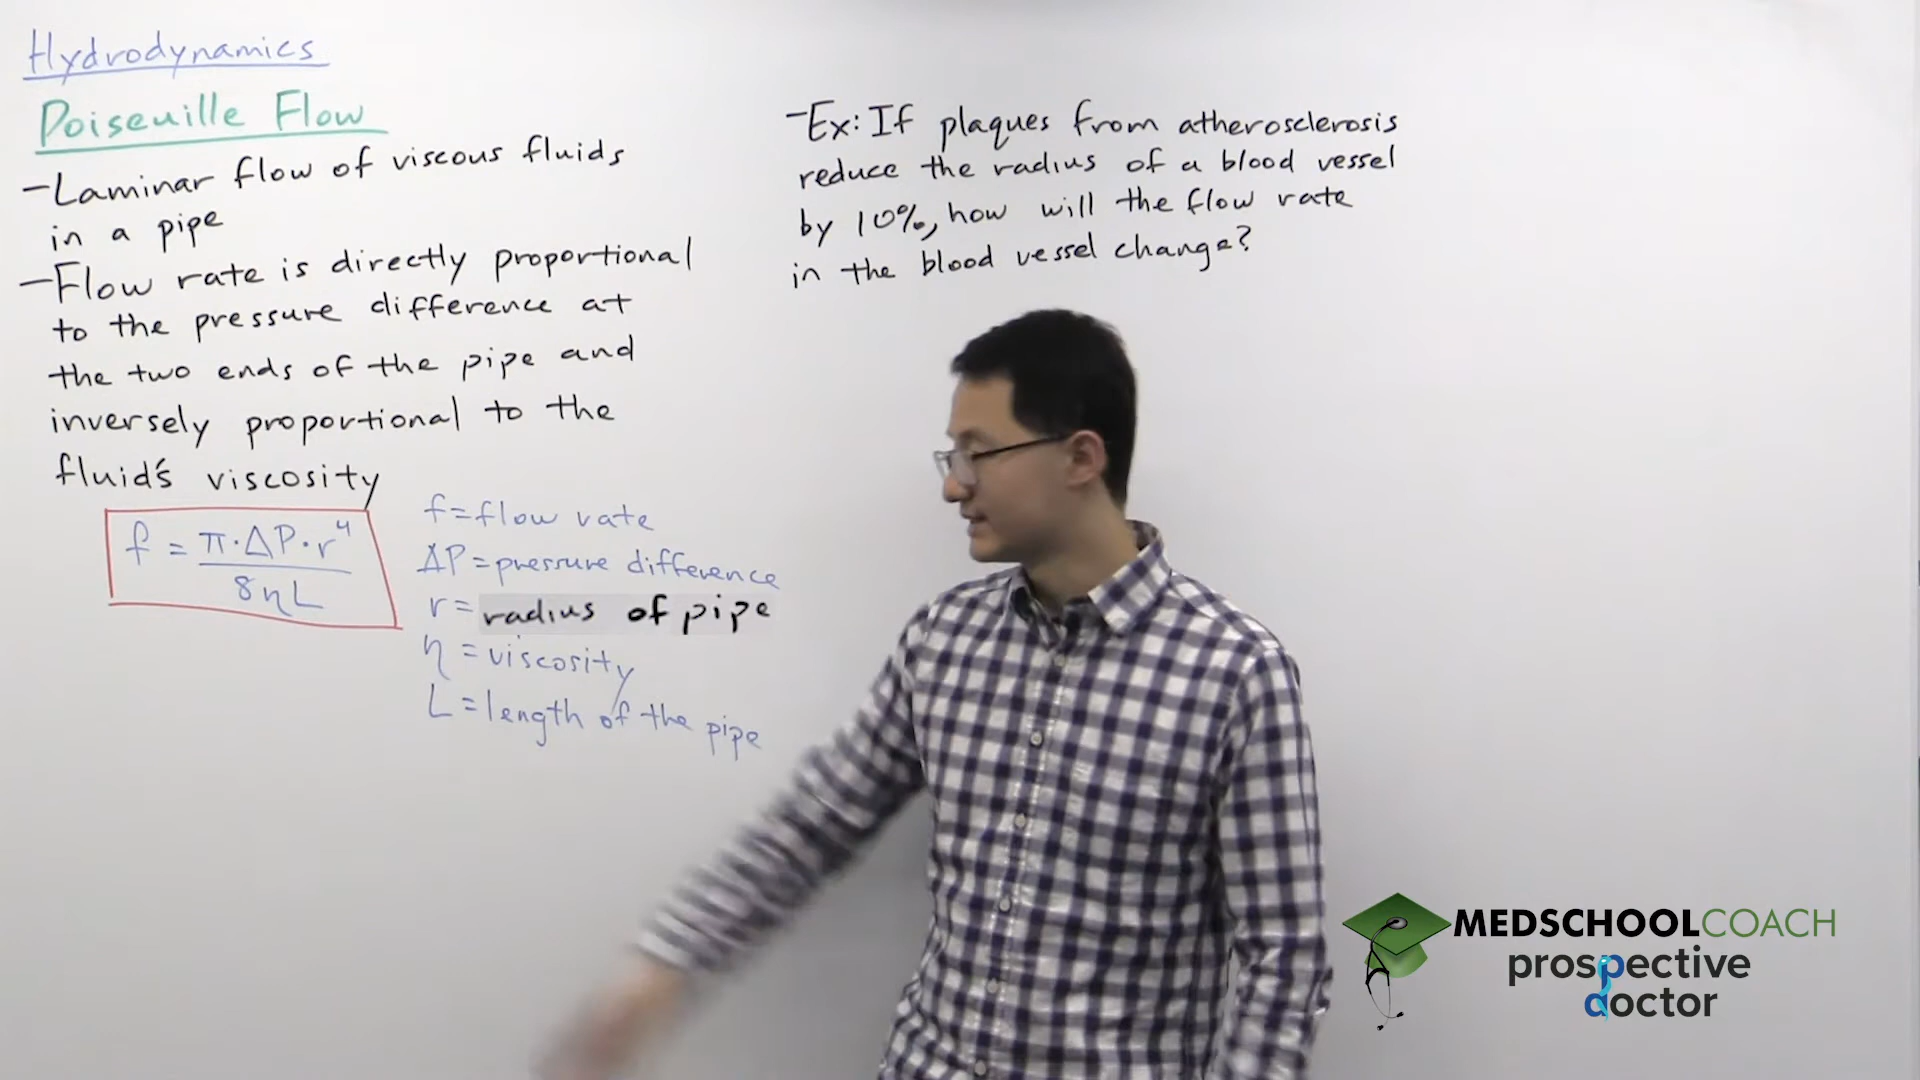 Hydrodynamics
Poiseuille Flow
-Laminar flow of viscous fluids
in a pipe
-Flow rate is directly proportional
to the pressure difference at
the two ends of the pipe and
inversely proportional to the
fluid's viscosity
f = π·ΔP·r⁴
8ηL
f=flow rate
ΔP=pressure difference
r=radius of pipe
η=viscosity
L=length of the pipe
-Ex: If plaques from atherosclerosis
reduce the radius of a blood vessel
by 10%, how will the flow rate
in the blood vessel change?
MEDSCHOOLCOACH
prospective
doctor